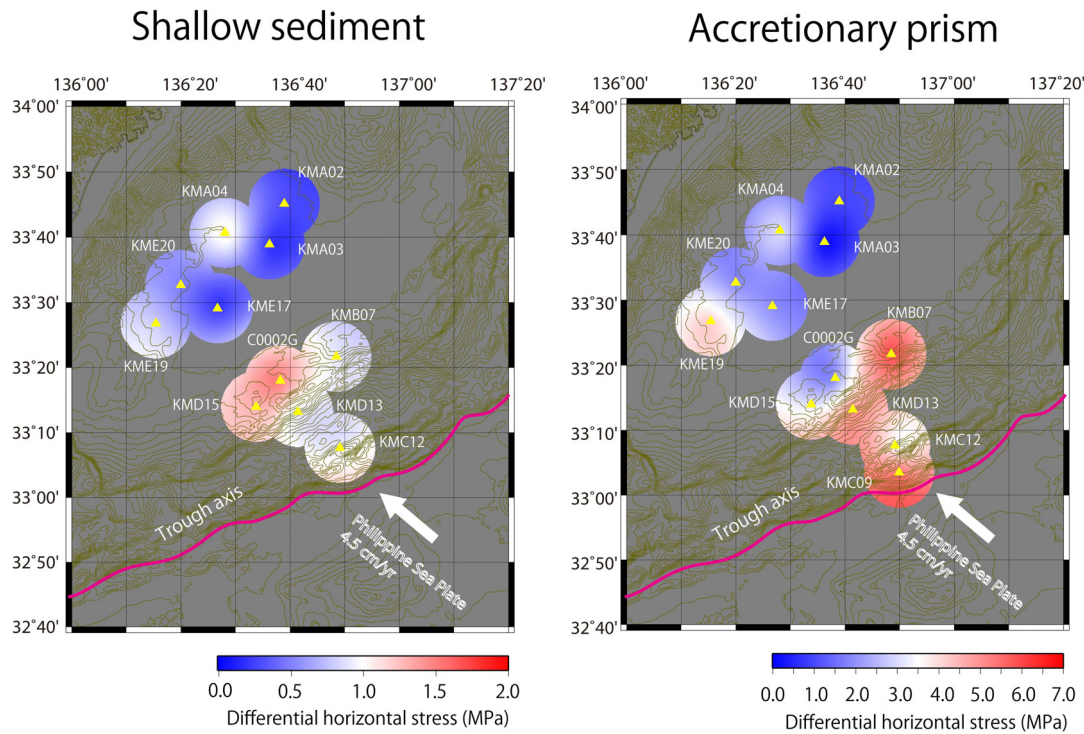 Shallow sediment
136°00' 136°20' 136°40' 137°00' 137°20'
34°00'
33°50'
33°40'
33°30'
33°20'
33°10'
33°00'
32°50'
32°40'
KMA02
KMA04
KMA03
KME20
KME17
KMB07
C0002G
KME19
KMD15
KMD13
KMC12
Trough axis
Philippine Sea Plate
4.5 cm/yr
0.0 0.5 1.0 1.5 2.0
Differential horizontal stress (MPa)
Accretionary prism
136°00' 136°20' 136°40' 137°00' 137°20'
34°00'
33°50'
33°40'
33°30'
33°20'
33°10'
33°00'
32°50'
32°40'
KMA02
KMA04
KMA03
KME20
KME17
KMB07
C0002G
KME19
KMD15
KMD13
KMC12
KMC09
Trough axis
Philippine Sea Plate
4.5 cm/yr
0.0 1.0 2.0 3.0 4.0 5.0 6.0 7.0
Differential horizontal stress (MPa)